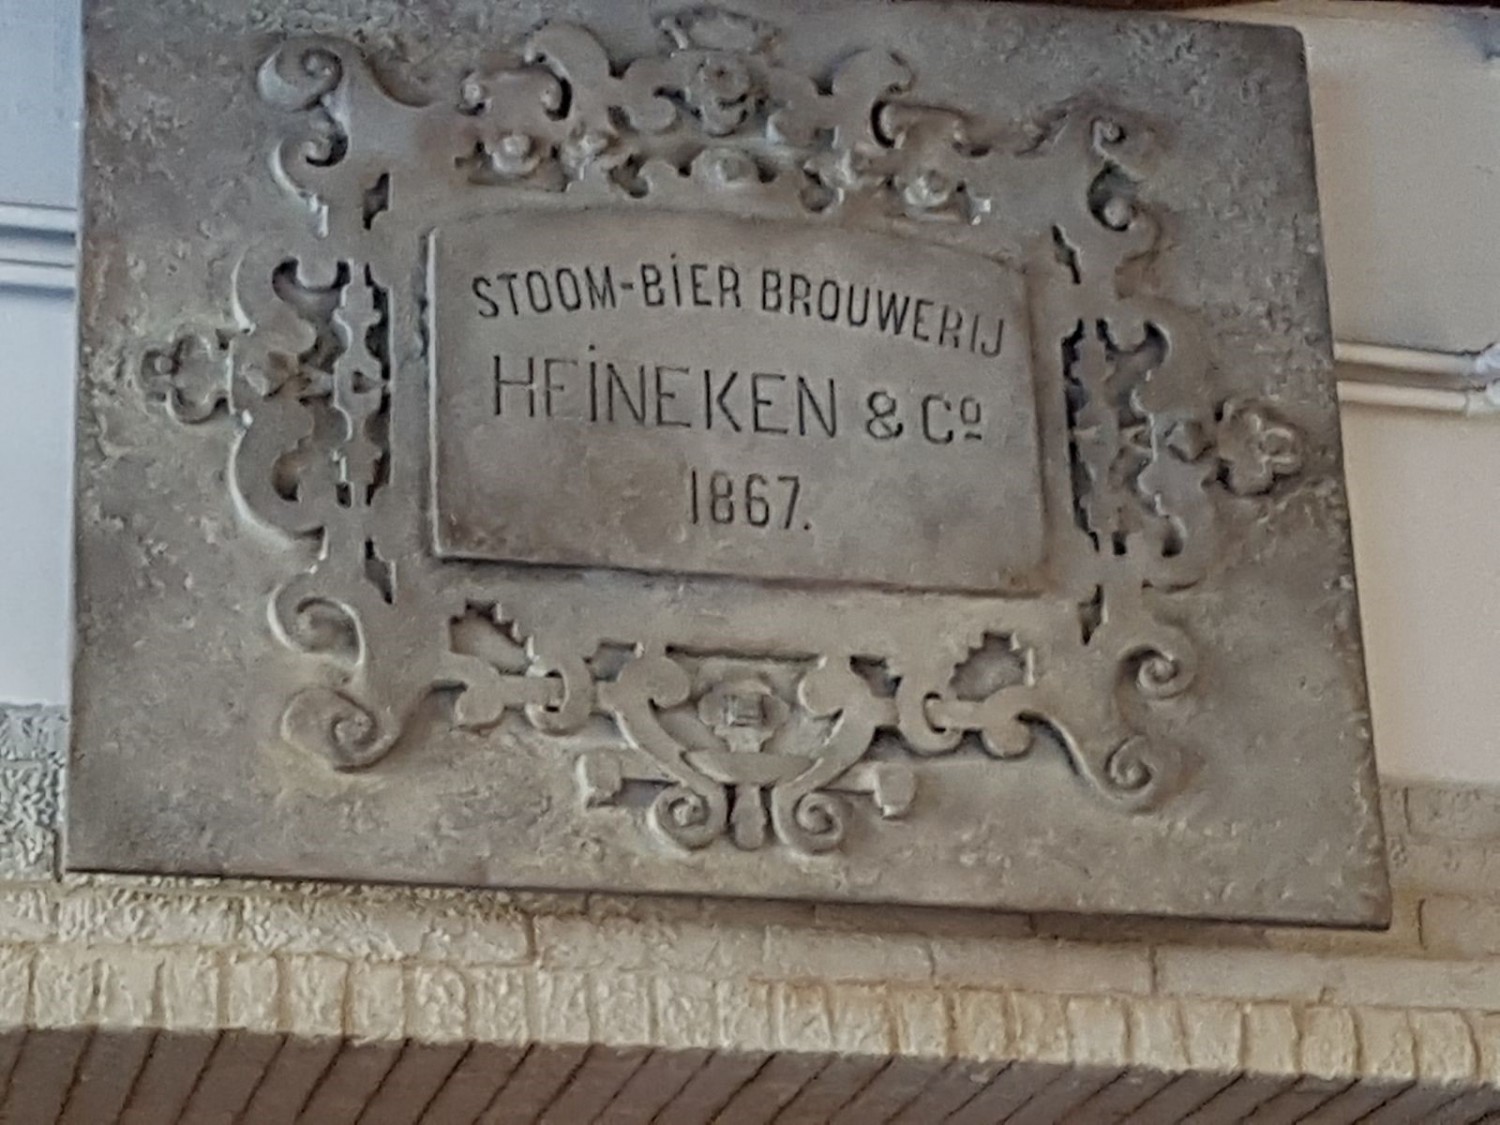 STOOM-BiER BROUWERIJ
HEiNEKEN & Cº
1867.